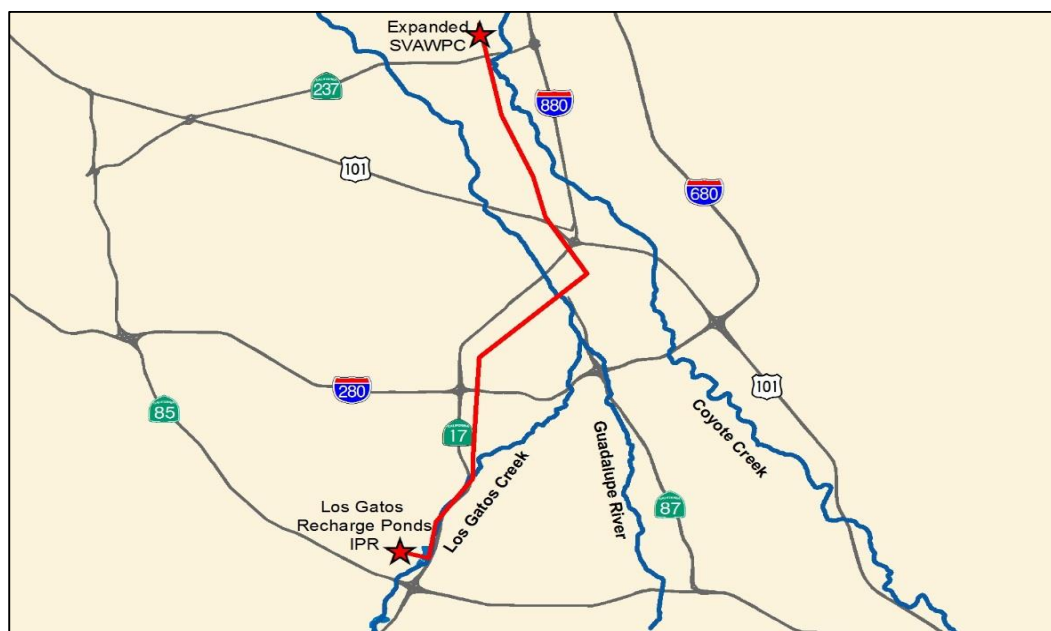 Expanded
SVAWPC
237
880
101
680
280
101
85
17
Coyote Creek
Guadalupe River
Los Gatos Creek
87
Los Gatos
Recharge Ponds
IPR